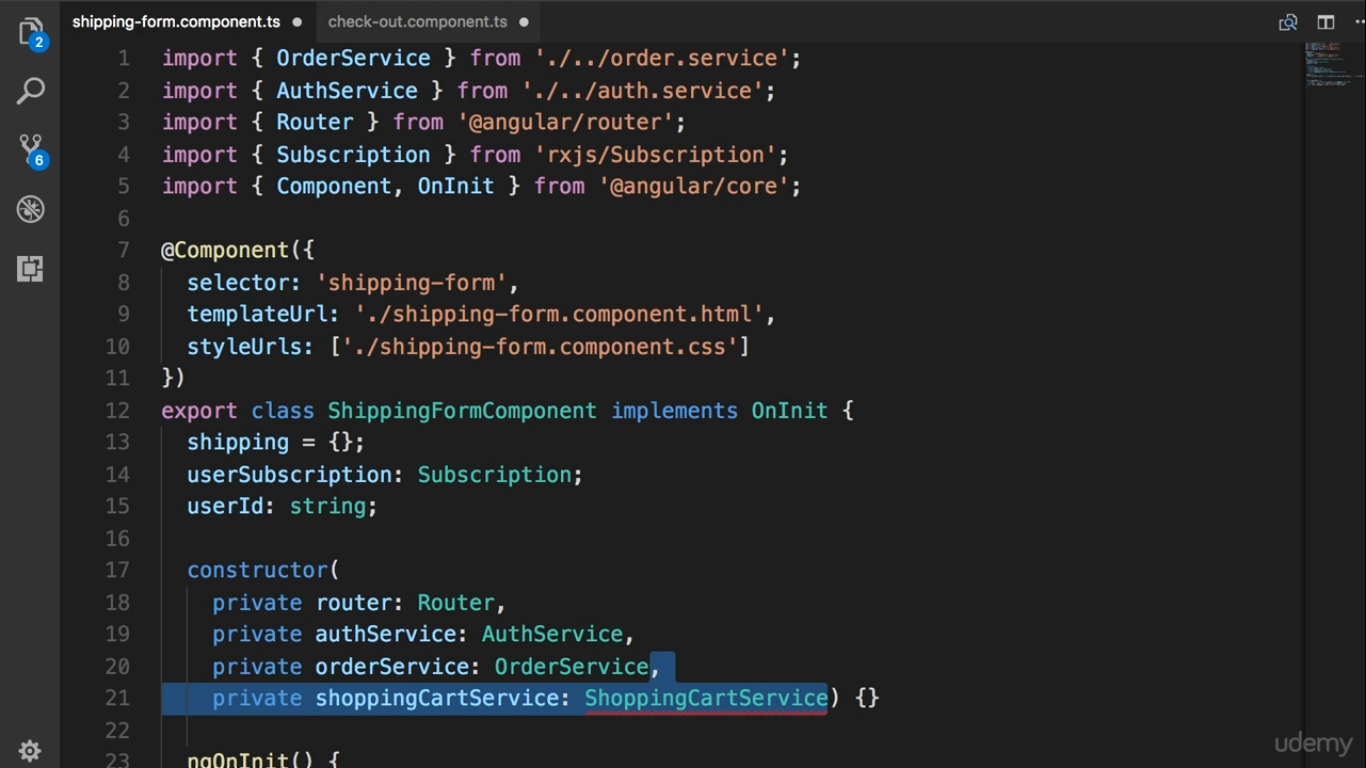 shipping-form.component.ts ● check-out.component.ts ●
2
6
1 import { OrderService } from './../order.service';
2 import { AuthService } from './../auth.service';
3 import { Router } from '@angular/router';
4 import { Subscription } from 'rxjs/Subscription';
5 import { Component, OnInit } from '@angular/core';
6
7 @Component({
8 selector: 'shipping-form',
9 templateUrl: './shipping-form.component.html',
10 styleUrls: ['./shipping-form.component.css']
11 })
12 export class ShippingFormComponent implements OnInit {
13 shipping = {};
14 userSubscription: Subscription;
15 userId: string;
16
17 constructor(
18 private router: Router,
19 private authService: AuthService,
20 private orderService: OrderService,
21 private shoppingCartService: ShoppingCartService) {}
22
23 ngOnInit() {
udemy